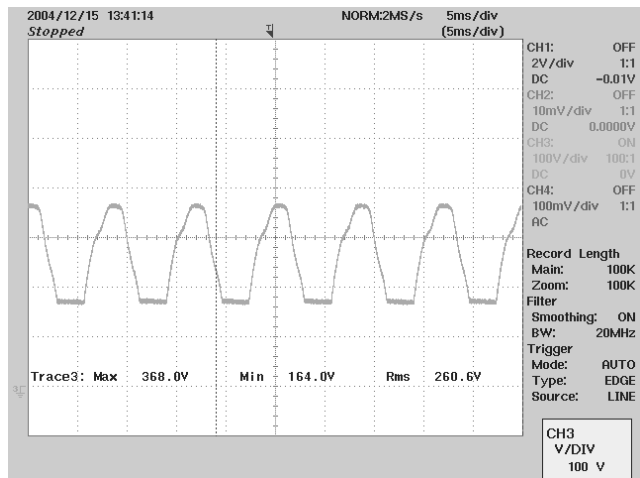 2004/12/15 13:41:14 NORM:2MS/s 5ms/div
Stopped (5ms/div)
CH1: OFF
2V/div 1:1
DC -0.01V
CH2: OFF
10mV/div 1:1
DC 0.0000V
CH3: ON
100V/div 100:1
DC 0V
CH4: OFF
100mV/div 1:1
AC
Record Length
Main: 100K
Zoom: 100K
Filter
Smoothing: ON
BW: 20MHz
Trigger
Mode: AUTO
Type: EDGE
Source: LINE
Trace3: Max 368.0V Min 164.0V Rms 260.6V
CH3
V/DIV
100 V